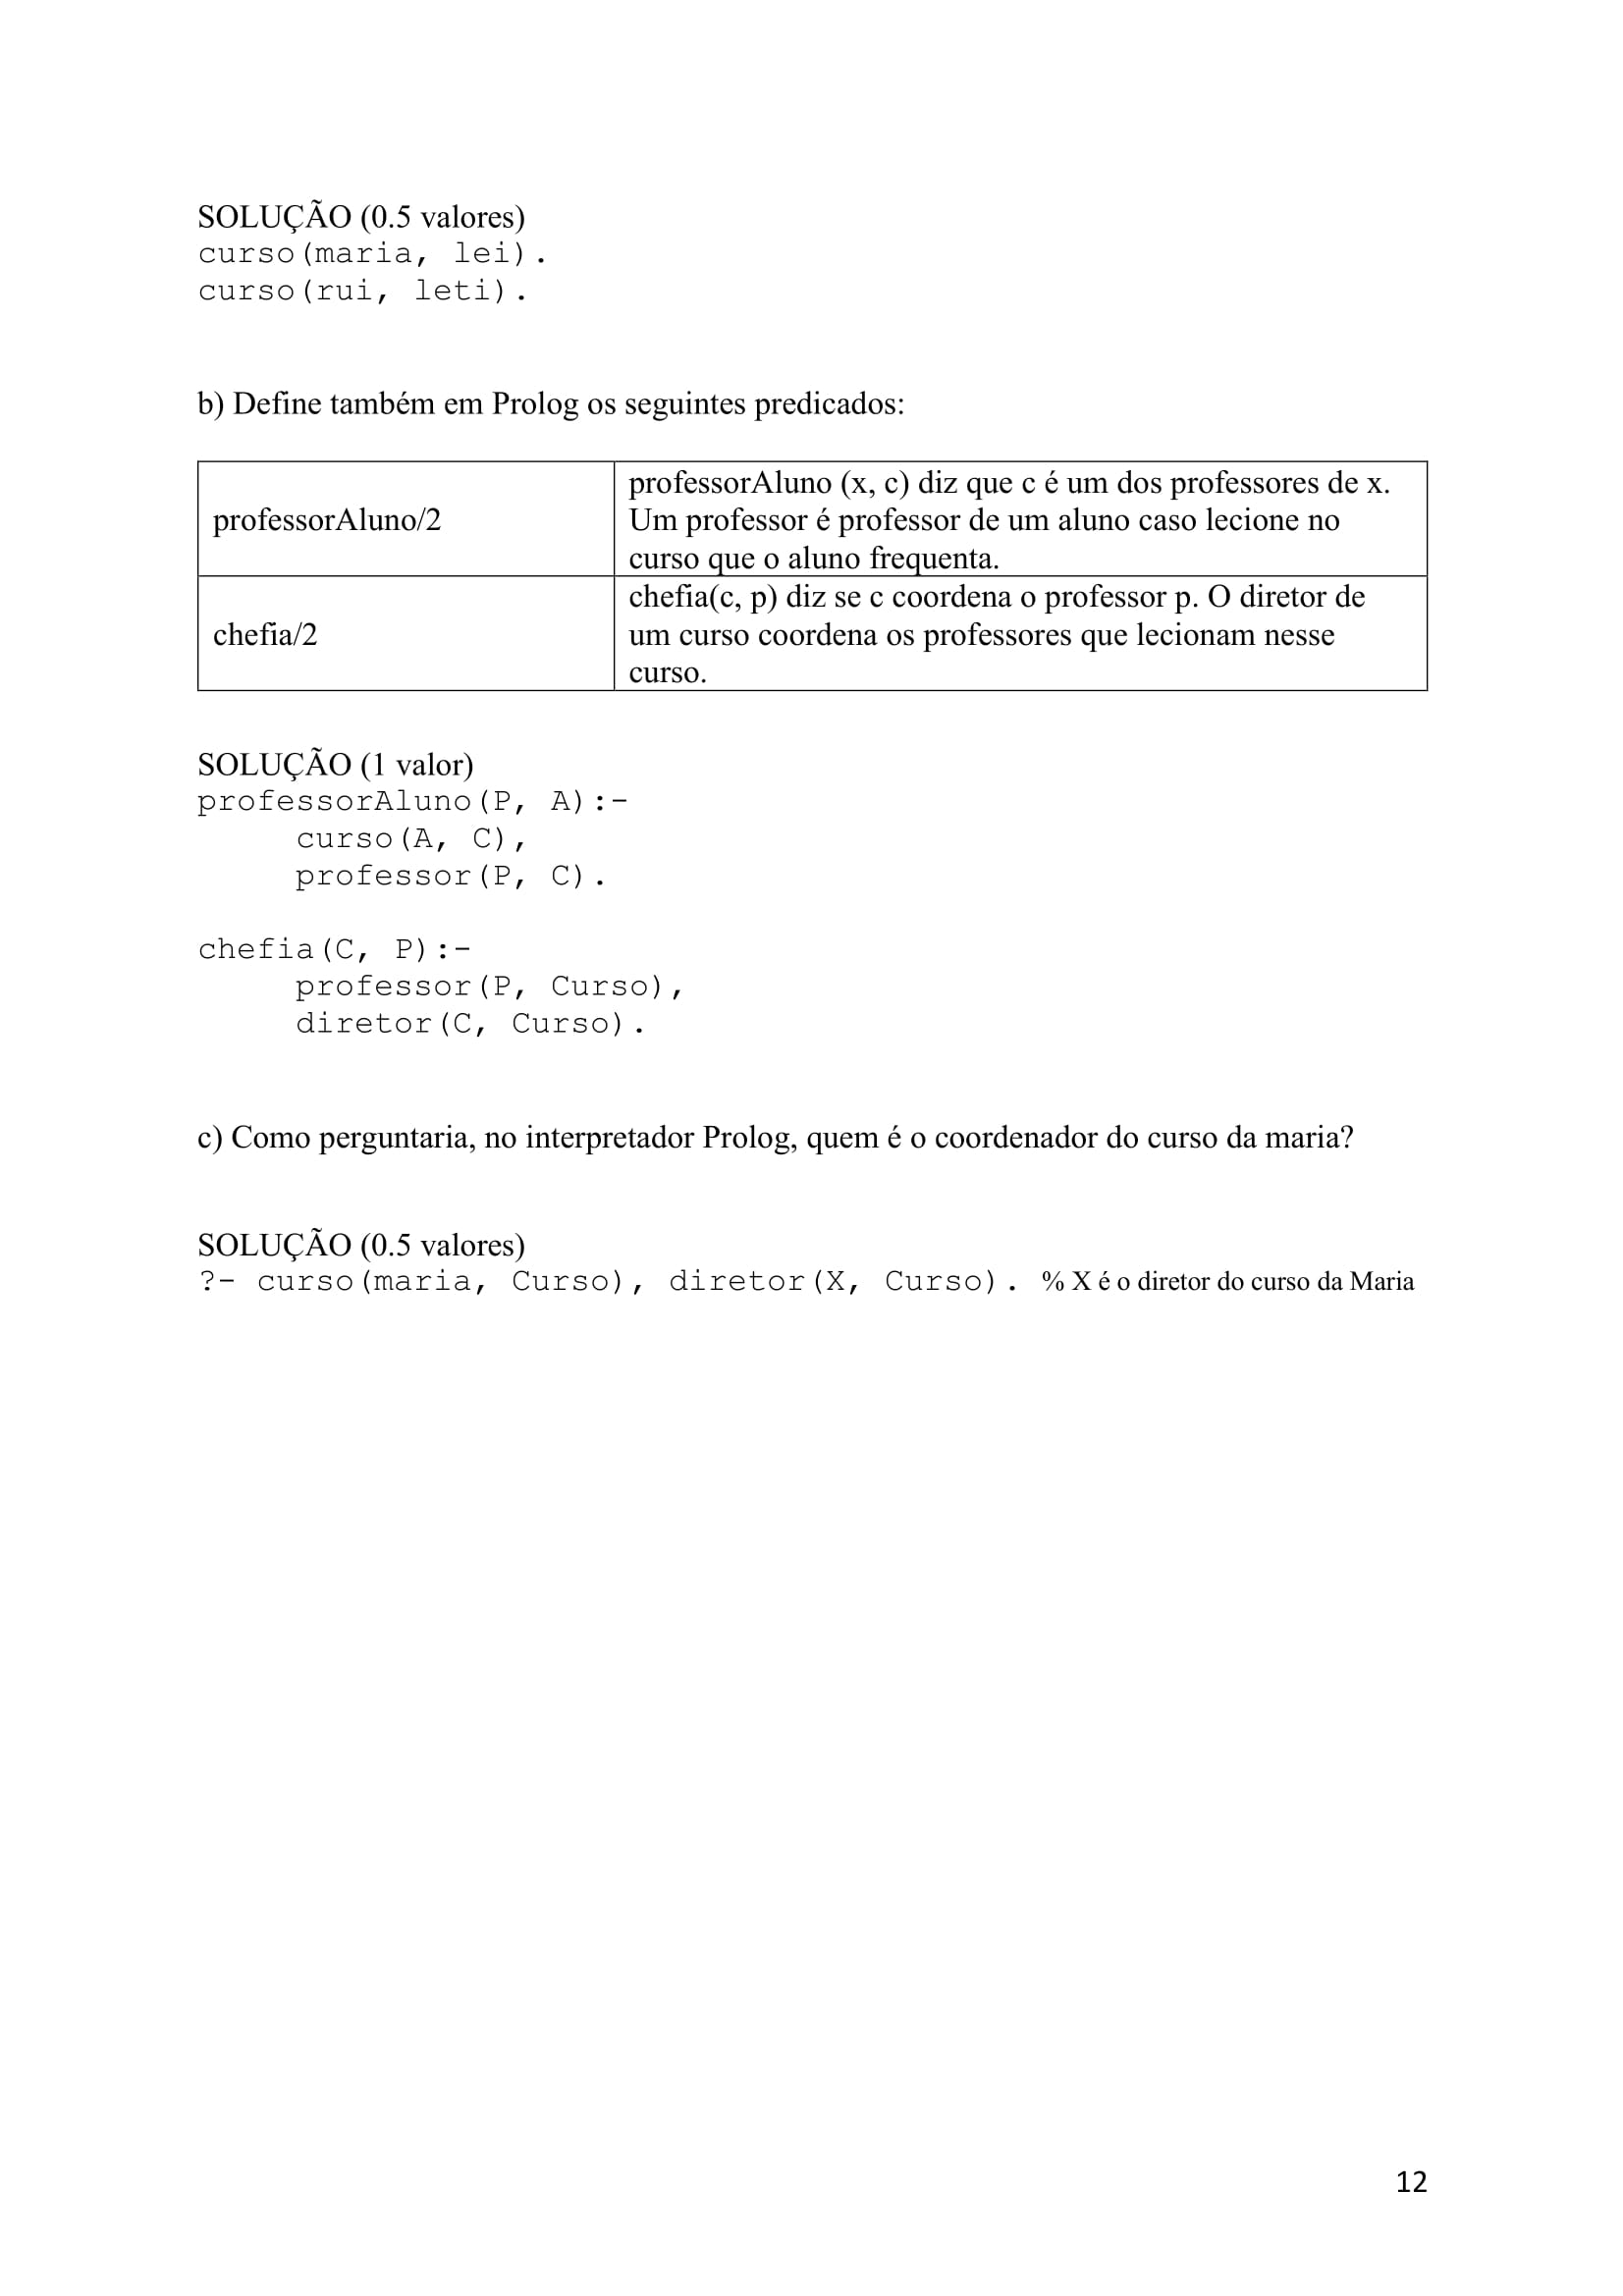 SOLUÇÃO (0.5 valores)
curso(maria, lei).
curso(rui, leti).
b) Define também em Prolog os seguintes predicados:
professorAluno/2
professorAluno (x, c) diz que c é um dos professores de x.
Um professor é professor de um aluno caso lecione no
curso que o aluno frequenta.
chefia/2
chefia(c, p) diz se c coordena o professor p. O diretor de
um curso coordena os professores que lecionam nesse
curso.
SOLUÇÃO (1 valor)
professorAluno(P, A):-
curso(A, C),
professor(P, C).
chefia(C, P):-
professor(P, Curso),
diretor(C, Curso).
c) Como perguntaria, no interpretador Prolog, quem é o coordenador do curso da maria?
SOLUÇÃO (0.5 valores)
?- curso(maria, Curso), diretor(X, Curso). % X é o diretor do curso da Maria
12